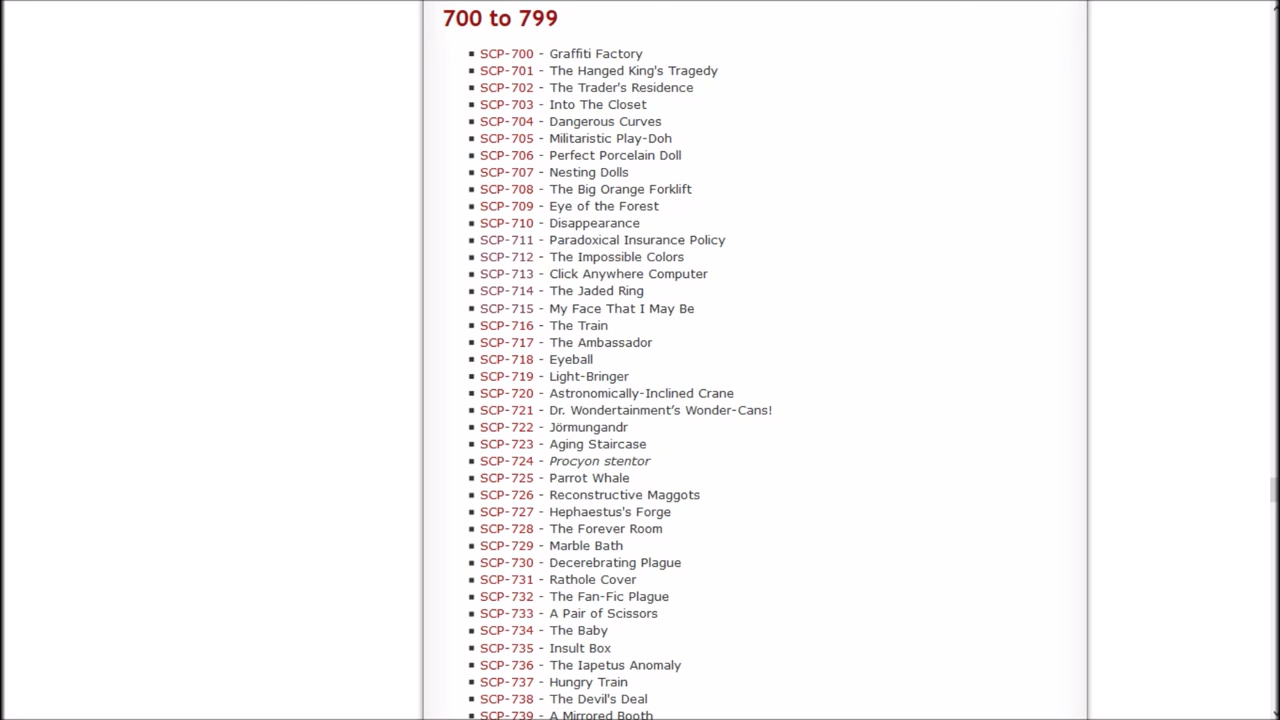 700 to 799
SCP-700 - Graffiti Factory
SCP-701 - The Hanged King's Tragedy
SCP-702 - The Trader's Residence
SCP-703 - Into The Closet
SCP-704 - Dangerous Curves
SCP-705 - Militaristic Play-Doh
SCP-706 - Perfect Porcelain Doll
SCP-707 - Nesting Dolls
SCP-708 - The Big Orange Forklift
SCP-709 - Eye of the Forest
SCP-710 - Disappearance
SCP-711 - Paradoxical Insurance Policy
SCP-712 - The Impossible Colors
SCP-713 - Click Anywhere Computer
SCP-714 - The Jaded Ring
SCP-715 - My Face That I May Be
SCP-716 - The Train
SCP-717 - The Ambassador
SCP-718 - Eyeball
SCP-719 - Light-Bringer
SCP-720 - Astronomically-Inclined Crane
SCP-721 - Dr. Wondertainment’s Wonder-Cans!
SCP-722 - Jörmungandr
SCP-723 - Aging Staircase
SCP-724 - Procyon stentor
SCP-725 - Parrot Whale
SCP-726 - Reconstructive Maggots
SCP-727 - Hephaestus's Forge
SCP-728 - The Forever Room
SCP-729 - Marble Bath
SCP-730 - Decerebrating Plague
SCP-731 - Rathole Cover
SCP-732 - The Fan-Fic Plague
SCP-733 - A Pair of Scissors
SCP-734 - The Baby
SCP-735 - Insult Box
SCP-736 - The Iapetus Anomaly
SCP-737 - Hungry Train
SCP-738 - The Devil's Deal
SCP-739 - A Mirrored Booth